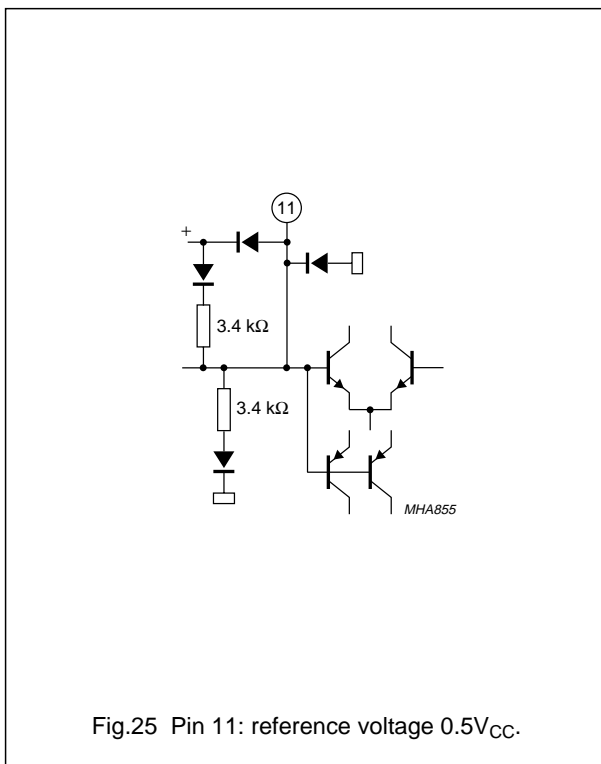 11
+
3.4 kΩ
3.4 kΩ
MHA855
Fig.25 Pin 11: reference voltage 0.5VCC.